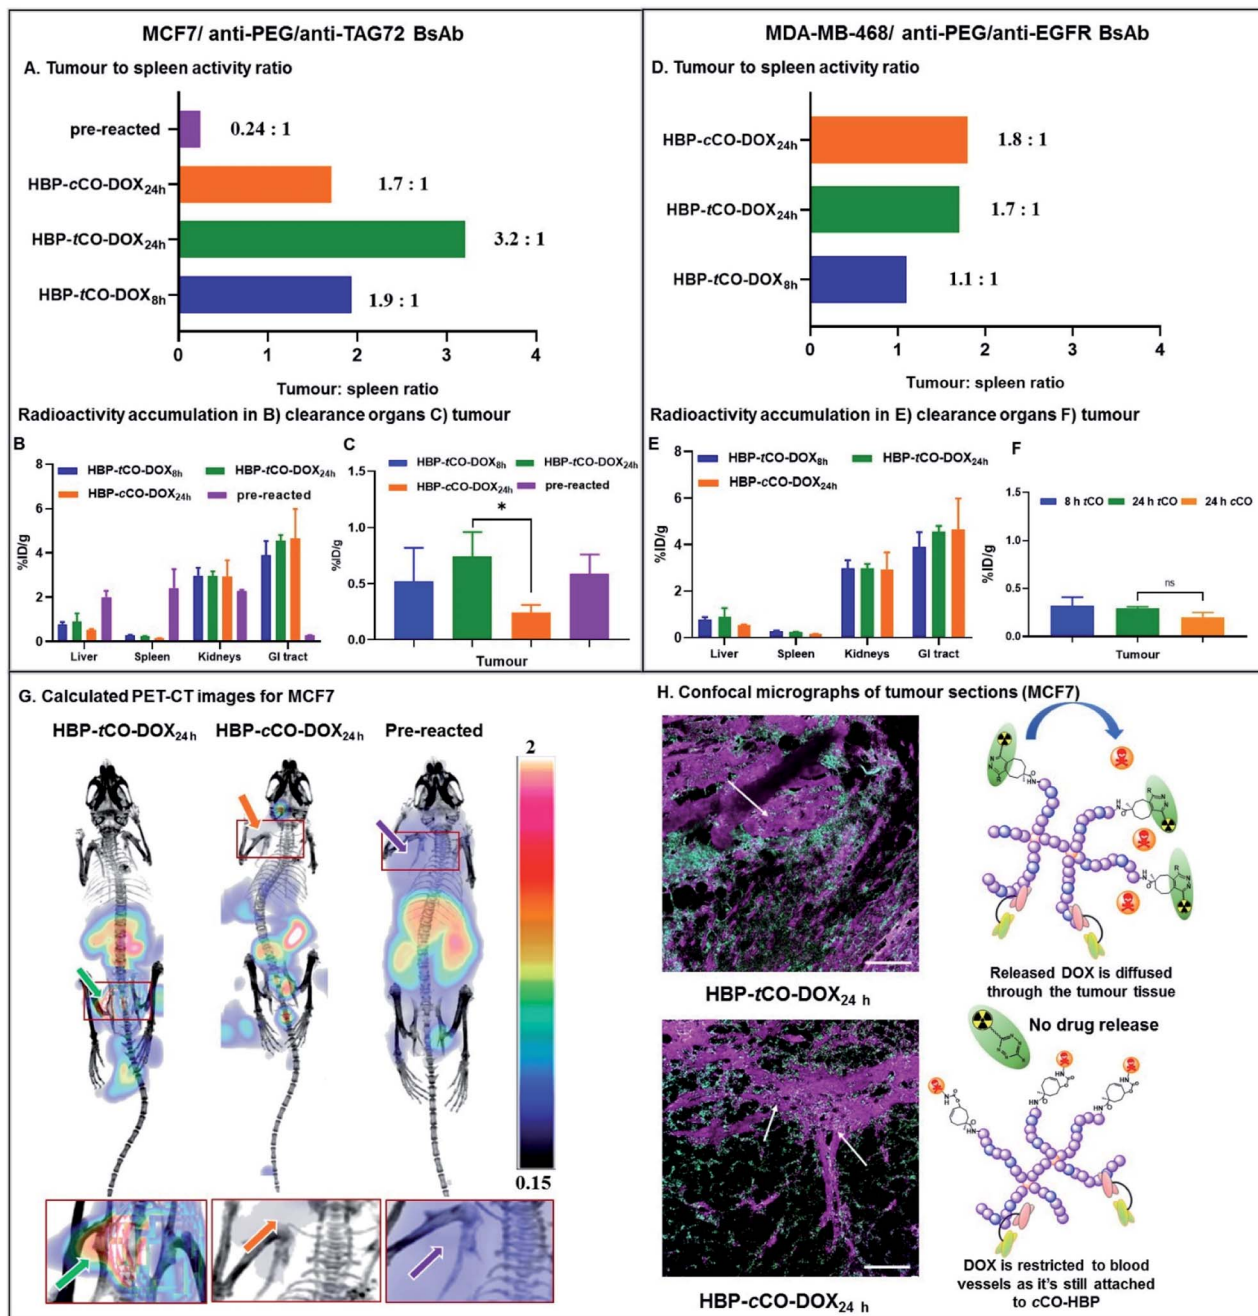 MCF7/ anti-PEG/anti-TAG72 BsAb
A. Tumour to spleen activity ratio
pre-reacted
0.24 : 1
HBP-cCO-DOX24h
1.7 : 1
HBP-tCO-DOX24h
3.2 : 1
HBP-tCO-DOX8h
1.9 : 1
0 1 2 3 4
Tumour: spleen ratio
Radioactivity accumulation in B) clearance organs C) tumour
B
HBP-tCO-DOX8h HBP-tCO-DOX24h
HBP-cCO-DOX24h pre-reacted
%ID/g
8
6
4
2
0
Liver Spleen Kidneys GI tract
C
HBP-tCO-DOX8h HBP-tCO-DOX24h
HBP-cCO-DOX24h pre-reacted
%ID/g
1.5
1.0
0.5
0.0
*
Tumour
MDA-MB-468/ anti-PEG/anti-EGFR BsAb
D. Tumour to spleen activity ratio
HBP-cCO-DOX24h
1.8 : 1
HBP-tCO-DOX24h
1.7 : 1
HBP-tCO-DOX8h
1.1 : 1
0 1 2 3 4
Tumour: spleen ratio
Radioactivity accumulation in E) clearance organs F) tumour
E
HBP-tCO-DOX8h HBP-tCO-DOX24h
HBP-cCO-DOX24h
%ID/g
8
6
4
2
0
Liver Spleen Kidneys GI tract
F
8 h tCO 24 h tCO 24 h cCO
%ID/g
1.5
1.0
0.5
0.0
ns
Tumour
G. Calculated PET-CT images for MCF7
HBP-tCO-DOX24 h HBP-cCO-DOX24 h Pre-reacted
2
0.15
H. Confocal micrographs of tumour sections (MCF7)
HBP-tCO-DOX24 h
Released DOX is diffused
through the tumour tissue
No drug release
HBP-cCO-DOX24 h
DOX is restricted to blood
vessels as it's still attached
to cCO-HBP